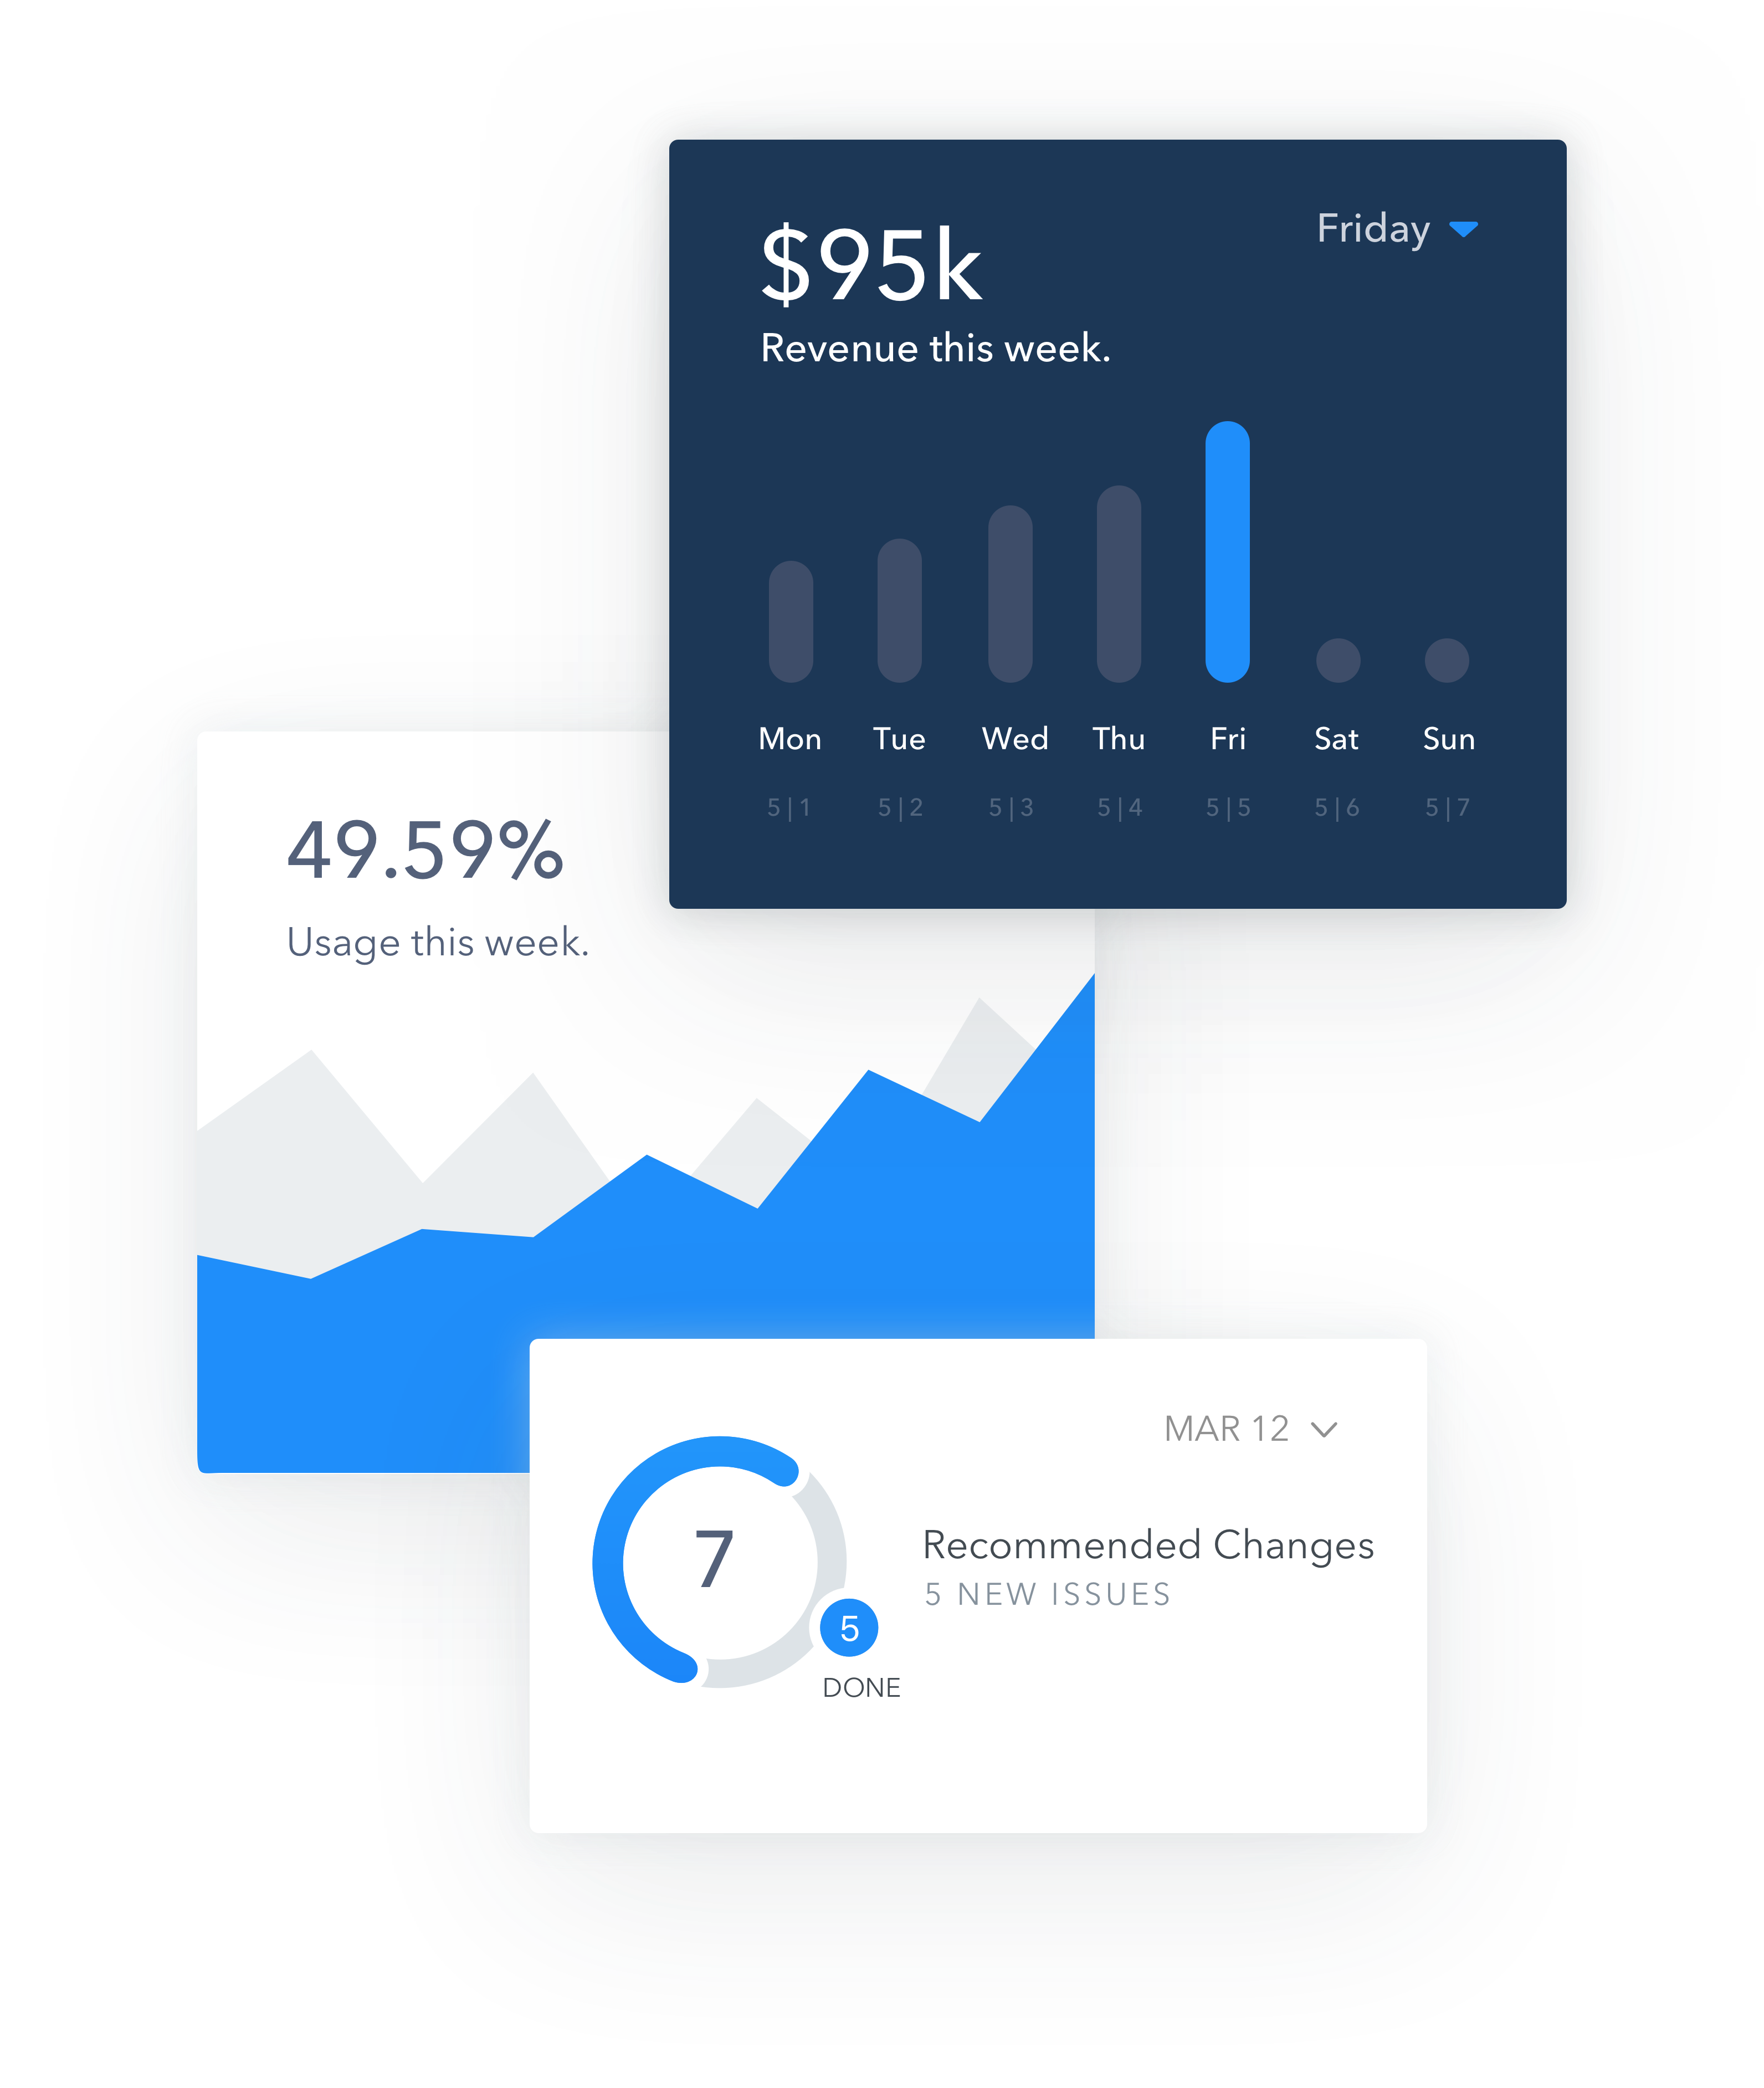 $95k
Friday
Revenue this week.
Mon Tue Wed Thu Fri Sat Sun
5|1 5|2 5|3 5|4 5|5 5|6 5|7
49.59%
Usage this week.
MAR 12
7
Recommended Changes
5 NEW ISSUES
5
DONE